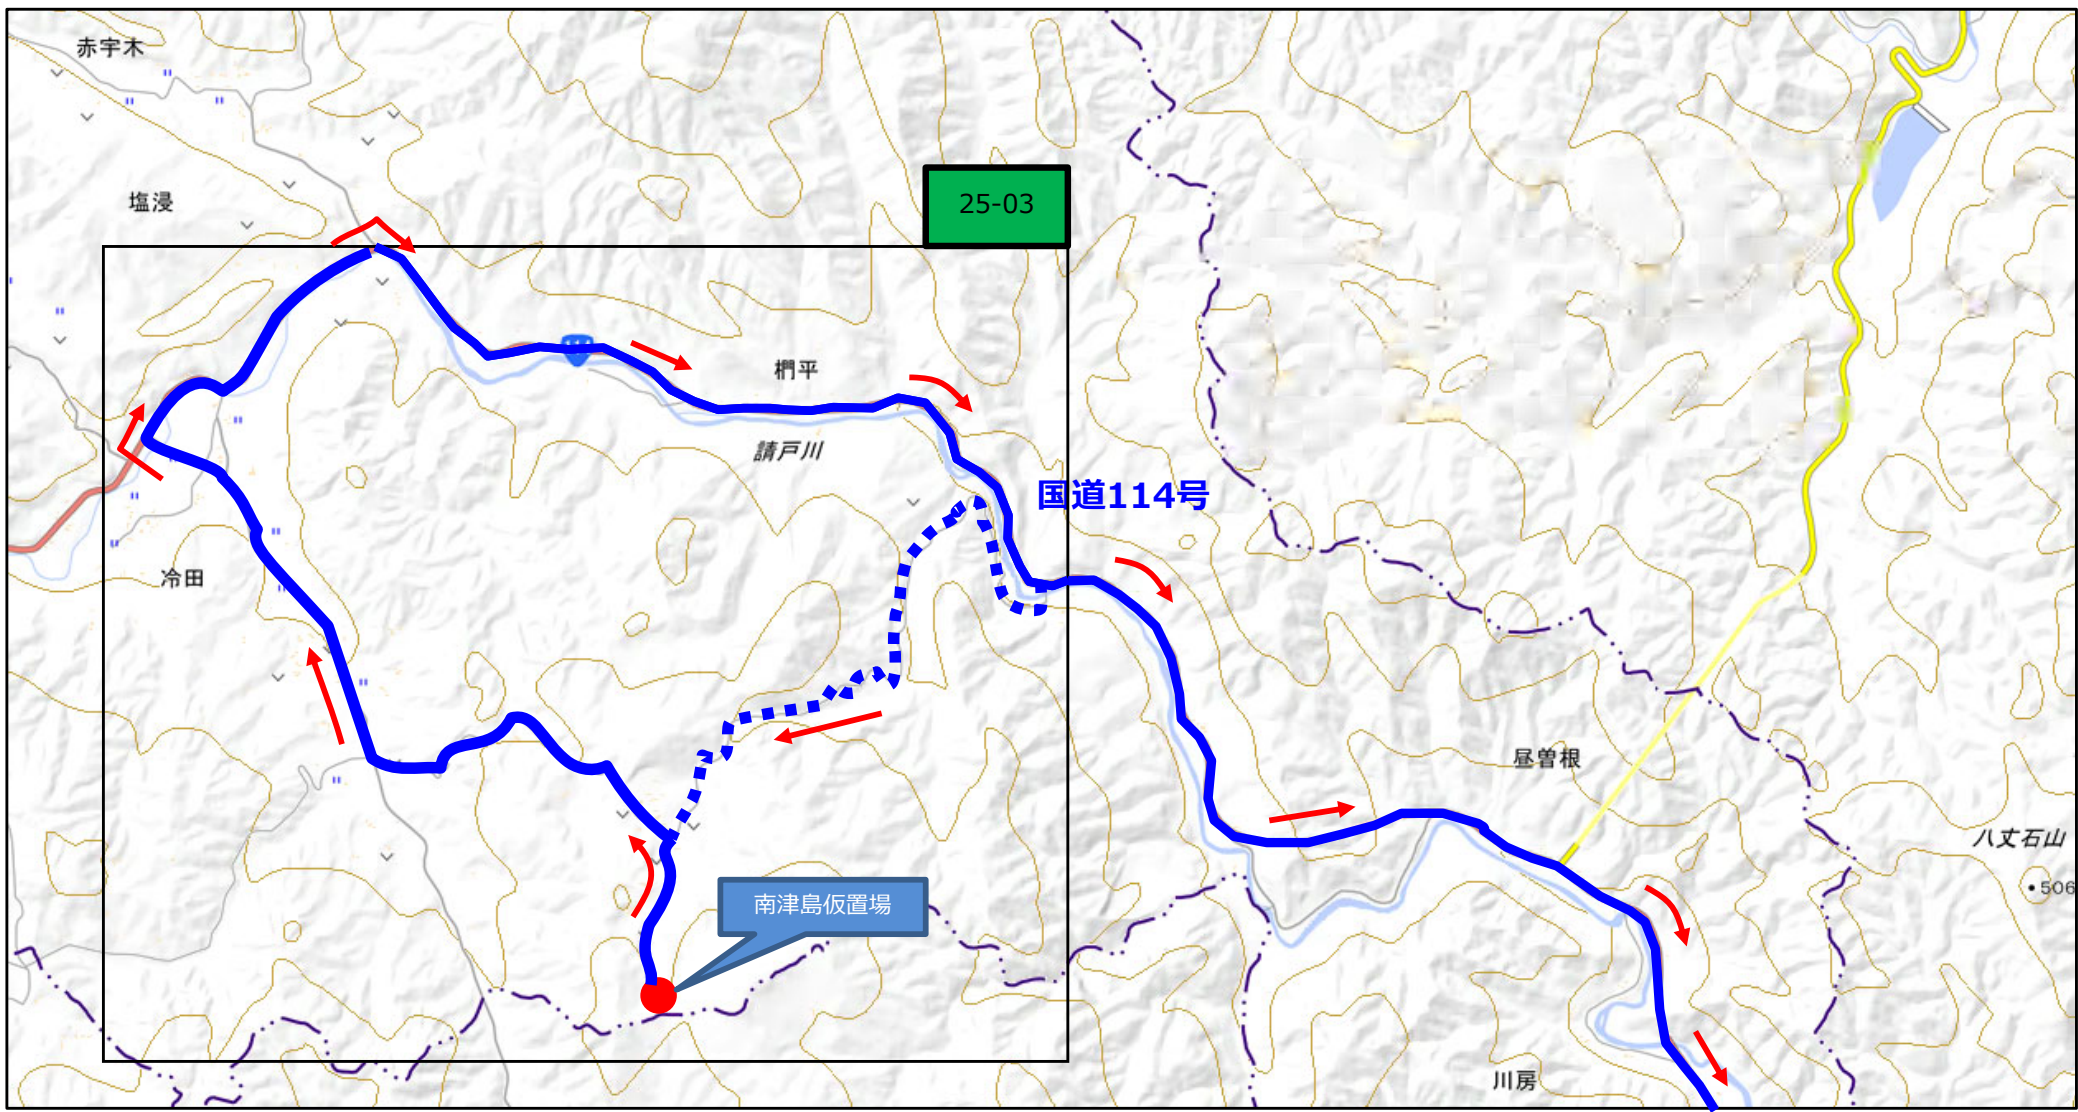 赤宇木
塩浸
25-03
椚平
請戸川
国道114号
冷田
昼曽根
八丈石山
506
南津島仮置場
川房